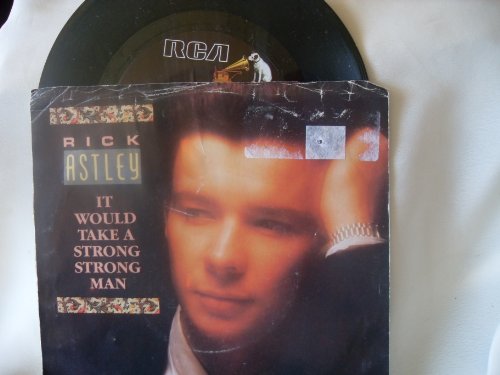 RCA
RICK
ASTLEY
IT
WOULD
TAKE A
STRONG
STRONG
MAN